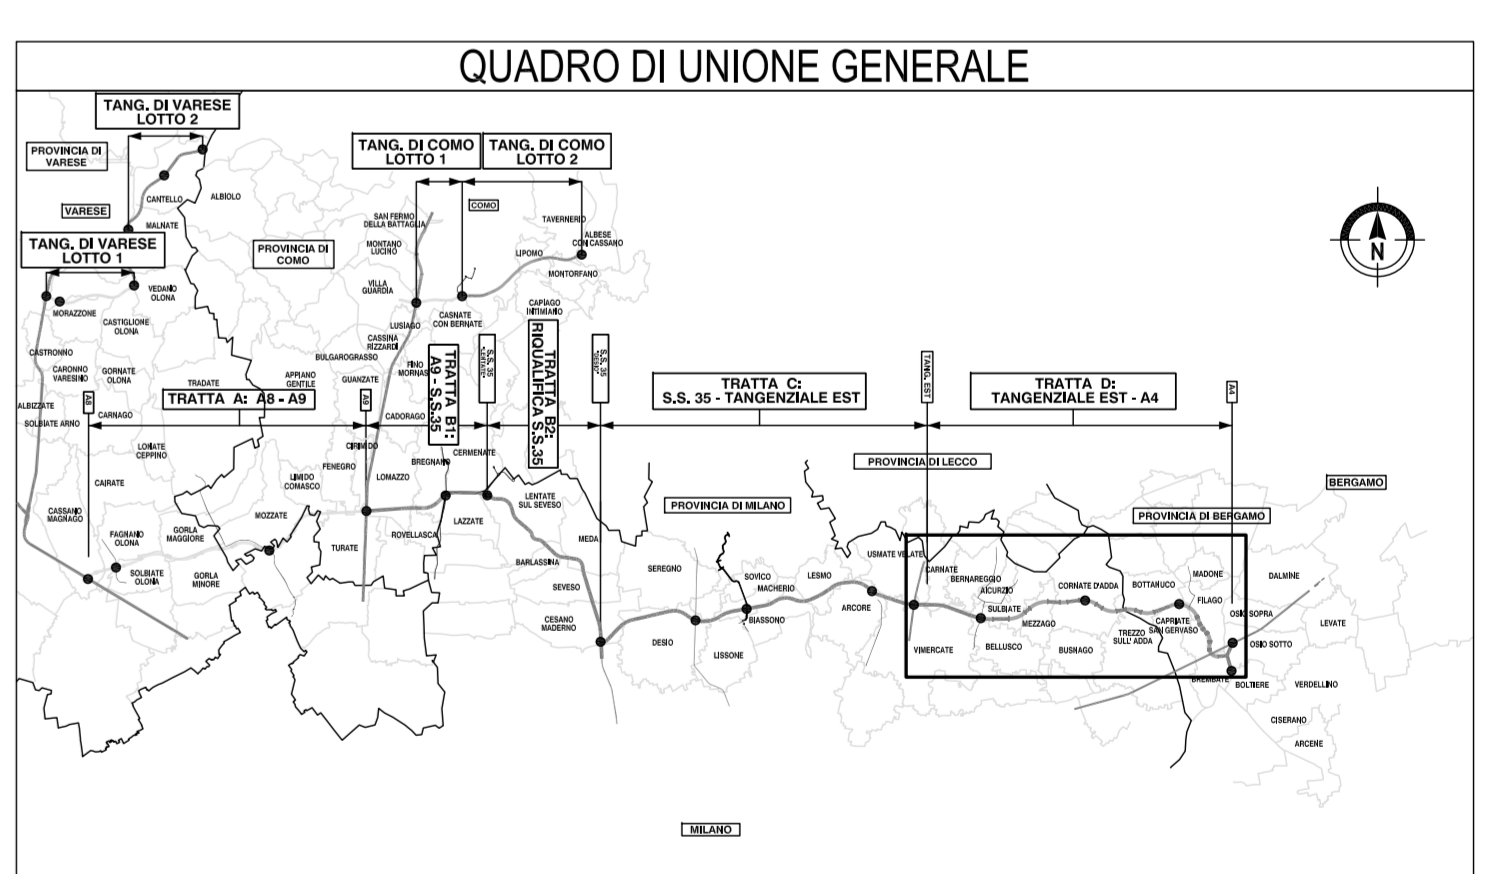 QUADRO DI UNIONE GENERALE
TANG. DI VARESE
LOTTO 2
PROVINCIA DI
VARESE
TANG. DI COMO
LOTTO 1
TANG. DI COMO
LOTTO 2
CANTELLO
ALBIOLO
VARESE
MALNATE
COMO
SAN FERMO
DELLA BATTAGLIA
TAVERNERIO
ALBESE
CON CASSANO
TANG. DI VARESE
LOTTO 1
PROVINCIA DI
COMO
MONTANO
LUCINO
LIPOMO
MONTORFANO
N
VILLA
GUARDIA
VEDANO
OLONA
MORAZZONE
CASTIGLIONE
OLONA
CAPIAGO
INTIMIANO
CASNATE
CON BERNATE
LUSIAGO
CASSINA
RIZZARDI
BULGAROGRASSO
CASTRONNO
CARONNO
VARESINO
GORNATE
OLONA
TRADATE
APPIANO
GENTILE
GUANZATE
FINO
MORNAS
TRATTA B1:
A9 - S.S.35
S.S. 35
"LENTATE"
TRATTA B2:
RIQUALIFICA S.S.35
S.S. 35
"DESIO"
TRATTA C:
S.S. 35 - TANGENZIALE EST
TANG. EST
TRATTA D:
TANGENZIALE EST - A4
A4
ALBIZZATE
A8
TRATTA A: A8 - A9
A9
CARNAGO
SOLBIATE ARNO
CADORAGO
LONATE
CEPPINO
CIRIMIDO
FENEGRO
BREGNANO
CERMENATE
PROVINCIA DI LECCO
BERGAMO
CAIRATE
LIMIDO
COMASCO
LOMAZZO
LENTATE
SUL SEVESO
PROVINCIA DI MILANO
PROVINCIA DI BERGAMO
CASSANO
MAGNAGO
MOZZATE
LAZZATE
FAGNANO
OLONA
GORLA
MAGGIORE
TURATE
ROVELLASCA
MEDA
BARLASSINA
USMATE VELATE
CARNATE
BERNAREGGIO
AICURZIO
SOLBIATE
OLONA
GORLA
MINORE
SEVESO
SEREGNO
SOVICO
MACHERIO
LESMO
CORNATE D'ADDA
BOTTANUCO
MADONE
DALMINE
FILAGO
CESANO
MADERNO
BIASSONO
ARCORE
SULBIATE
MEZZAGO
TREZZO
SULL' ADDA
CAPRIATE
SAN GERVASO
OSIO SOPRA
LEVATE
DESIO
LISSONE
VIMERCATE
BELLUSCO
BUSNAGO
OSIO SOTTO
BREMBATE
BOLTIERE
VERDELLINO
CISERANO
ARCENE
MILANO